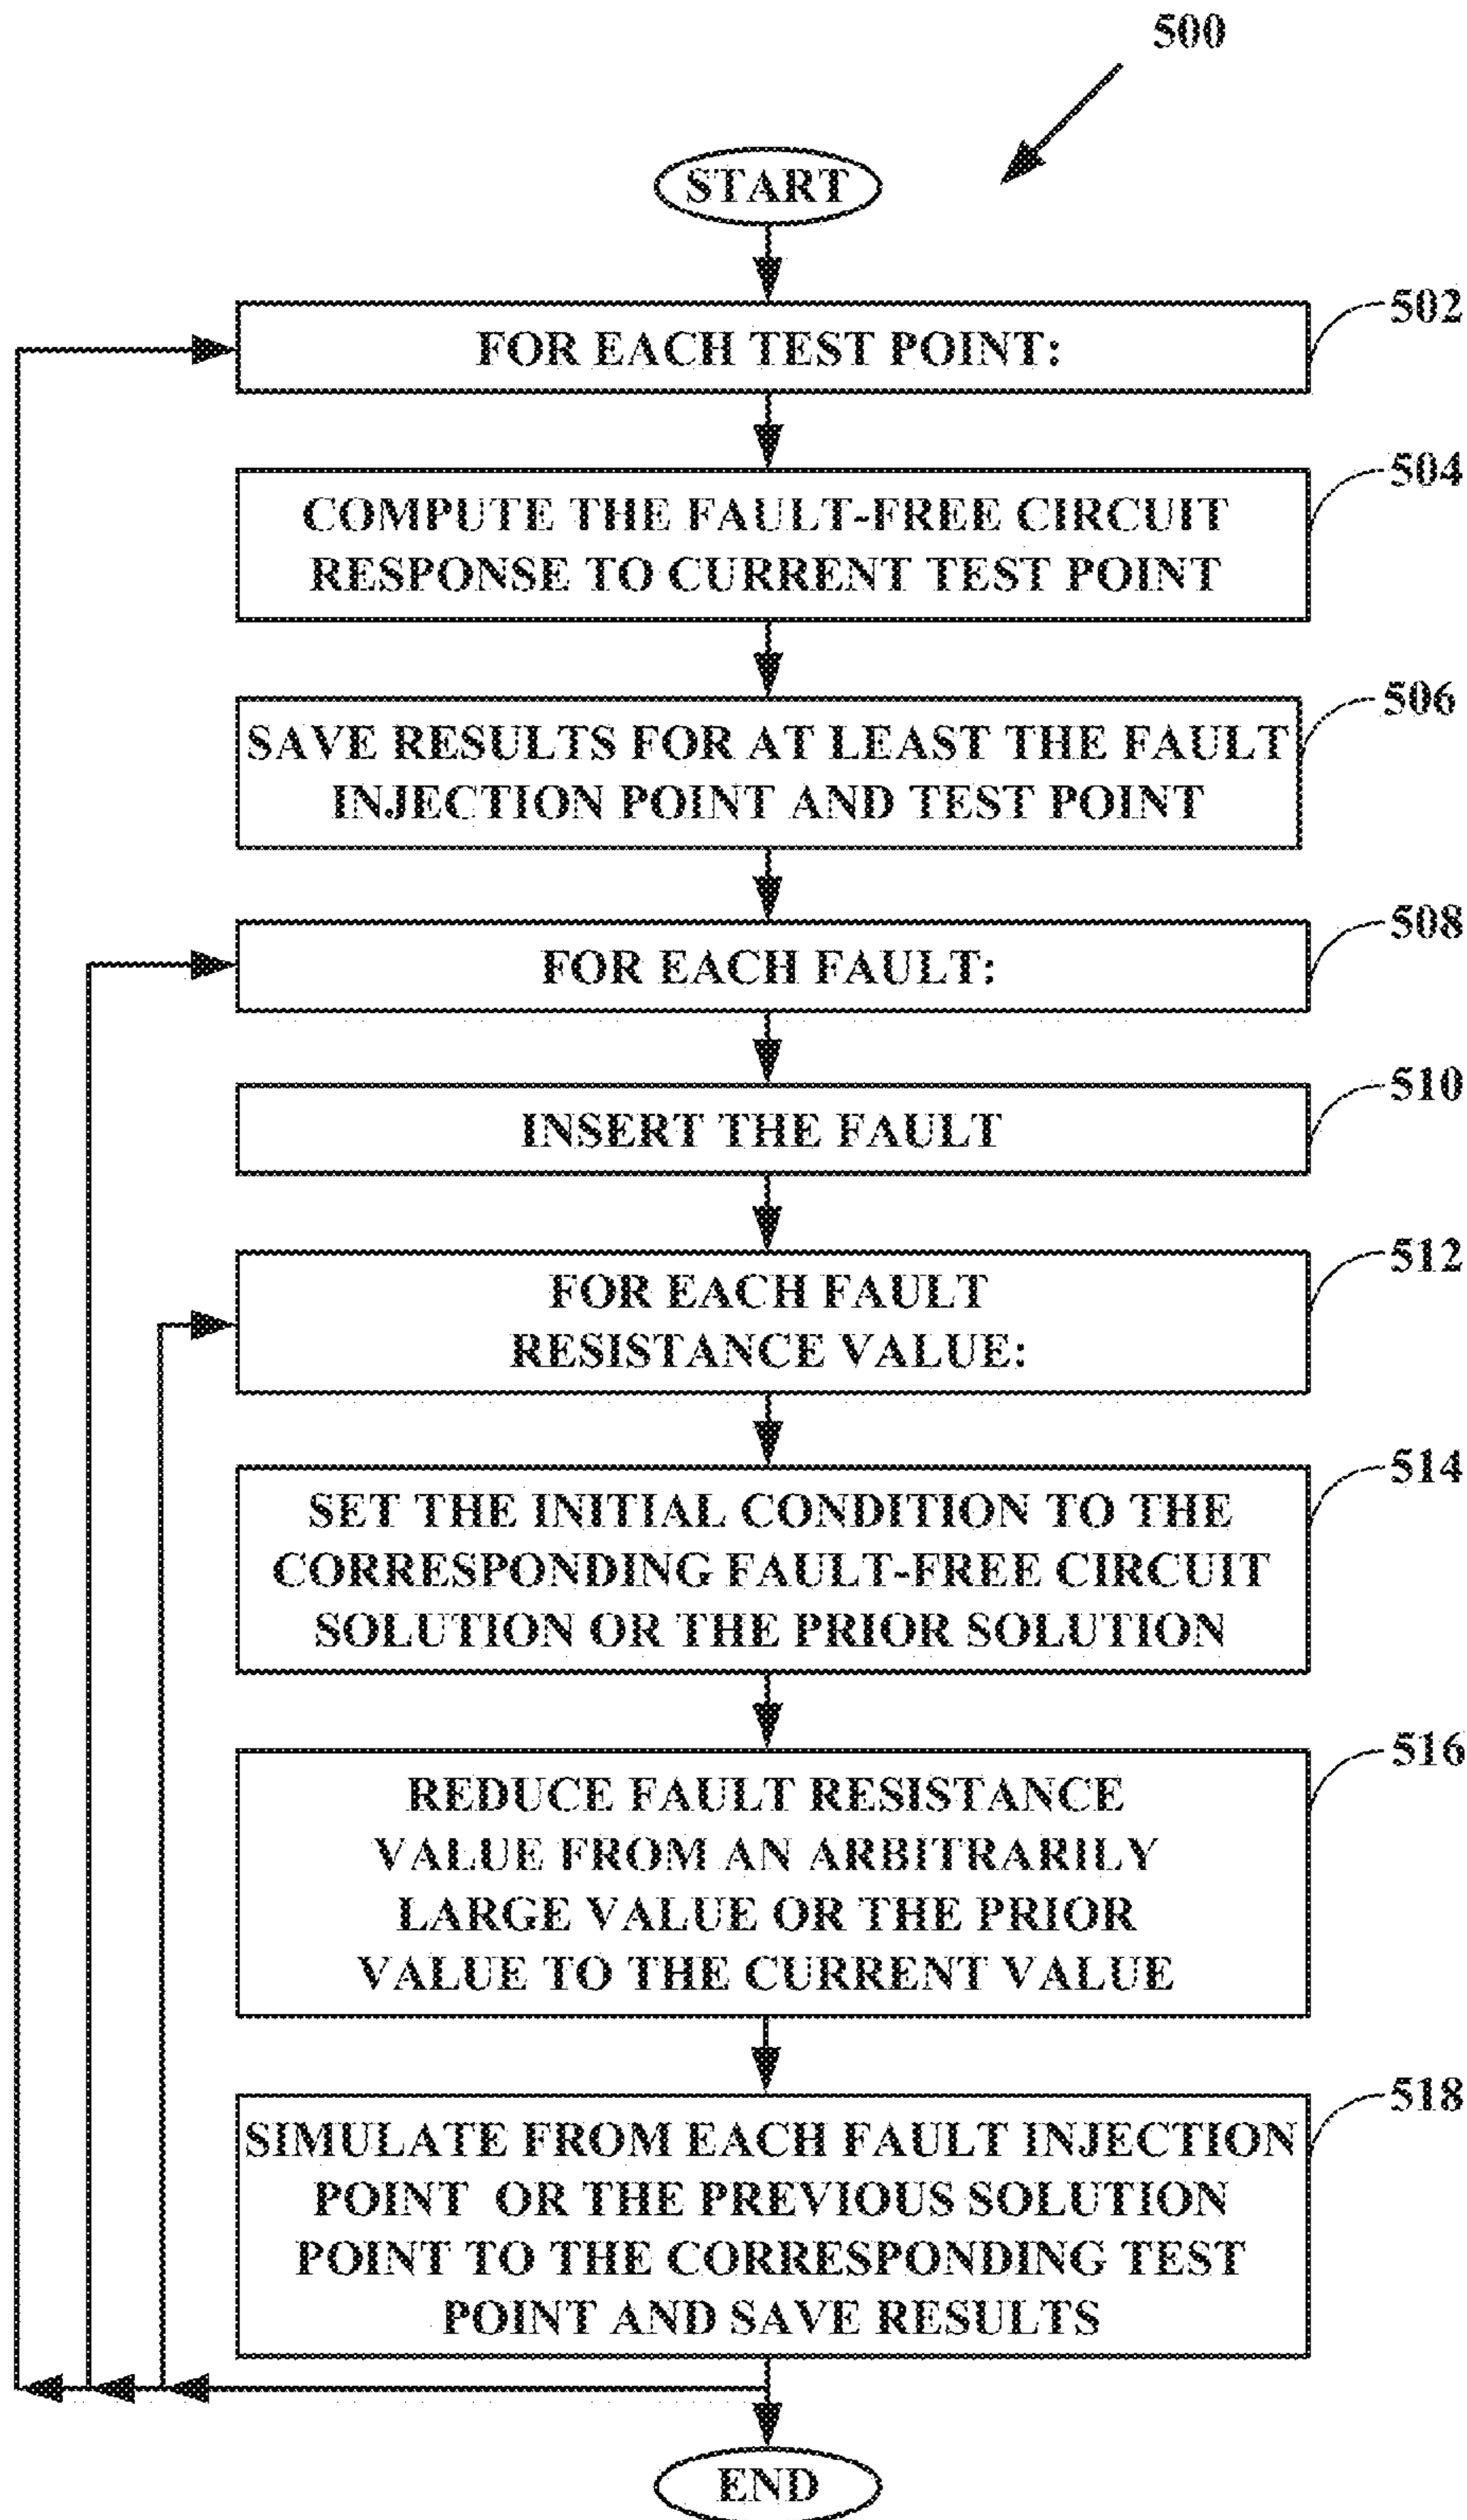 500
START
502
FOR EACH TEST POINT:
504
COMPUTE THE FAULT-FREE CIRCUIT
RESPONSE TO CURRENT TEST POINT
506
SAVE RESULTS FOR AT LEAST THE FAULT
INJECTION POINT AND TEST POINT
508
FOR EACH FAULT:
510
INSERT THE FAULT
512
FOR EACH FAULT
RESISTANCE VALUE:
514
SET THE INITIAL CONDITION TO THE
CORRESPONDING FAULT-FREE CIRCUIT
SOLUTION OR THE PRIOR SOLUTION
516
REDUCE FAULT RESISTANCE
VALUE FROM AN ARBITRARILY
LARGE VALUE OR THE PRIOR
VALUE TO THE CURRENT VALUE
518
SIMULATE FROM EACH FAULT INJECTION
POINT OR THE PREVIOUS SOLUTION
POINT TO THE CORRESPONDING TEST
POINT AND SAVE RESULTS
END